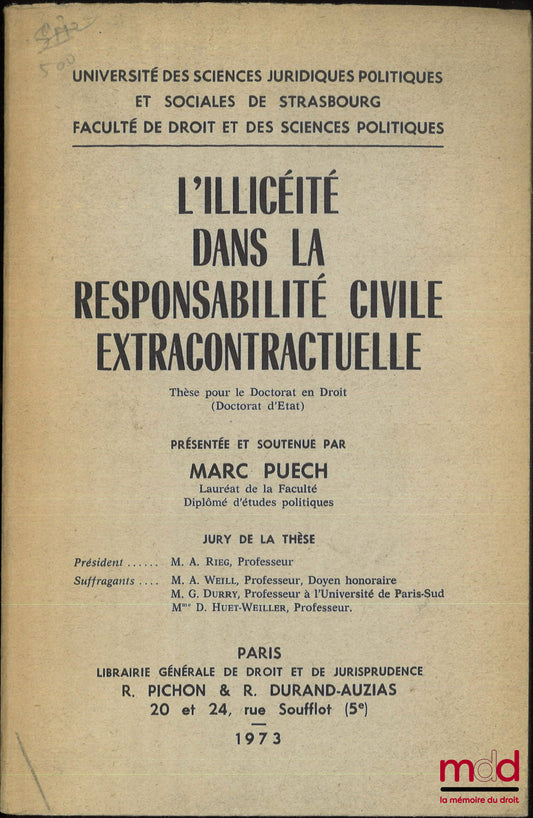 500
UNIVERSITÉ DES SCIENCES JURIDIQUES POLITIQUES
ET SOCIALES DE STRASBOURG
FACULTÉ DE DROIT ET DES SCIENCES POLITIQUES
L'ILLICÉITÉ
DANS LA
RESPONSABILITÉ CIVILE
EXTRACONTRACTUELLE
Thèse pour le Doctorat en Droit
(Doctorat d'Etat)
PRÉSENTÉE ET SOUTENUE PAR
MARC PUECH
Lauréat de la Faculté
Diplômé d'études politiques
JURY DE LA THÈSE
Président ...... M. A. RIEG, Professeur
Suffragants .... M. A. WEILL, Professeur, Doyen honoraire
M. G. DURRY, Professeur à l'Université de Paris-Sud
Mme D. HUET-WEILLER, Professeur.
PARIS
LIBRAIRIE GÉNÉRALE DE DROIT ET DE JURISPRUDENCE
R. PICHON & R. DURAND-AUZIAS
20 et 24, rue Soufflot (5e)
1973
mdd
la mémoire du droit